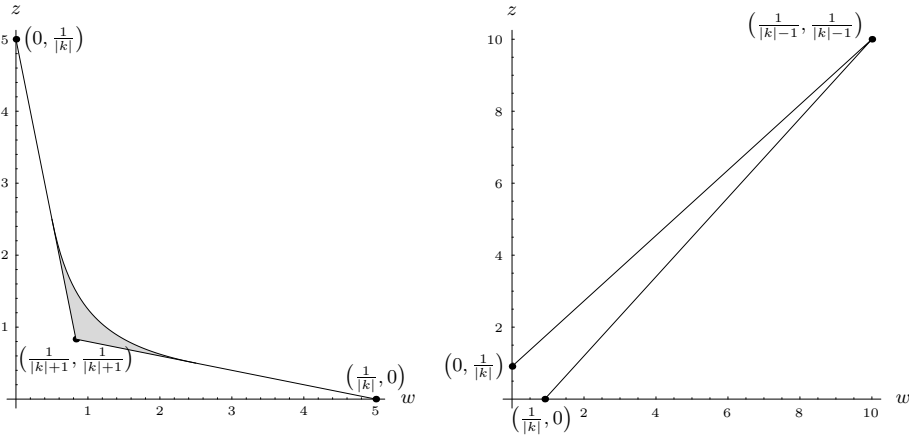 z
5
(0, 1/|k|)
4
3
2
1
(1/(|k|+1), 1/(|k|+1))
(1/|k|, 0)
1 2 3 4 5 w
z
(1/(|k|−1), 1/(|k|−1))
10
8
6
4
2
(0, 1/|k|)
(1/|k|, 0)
2 4 6 8 10 w